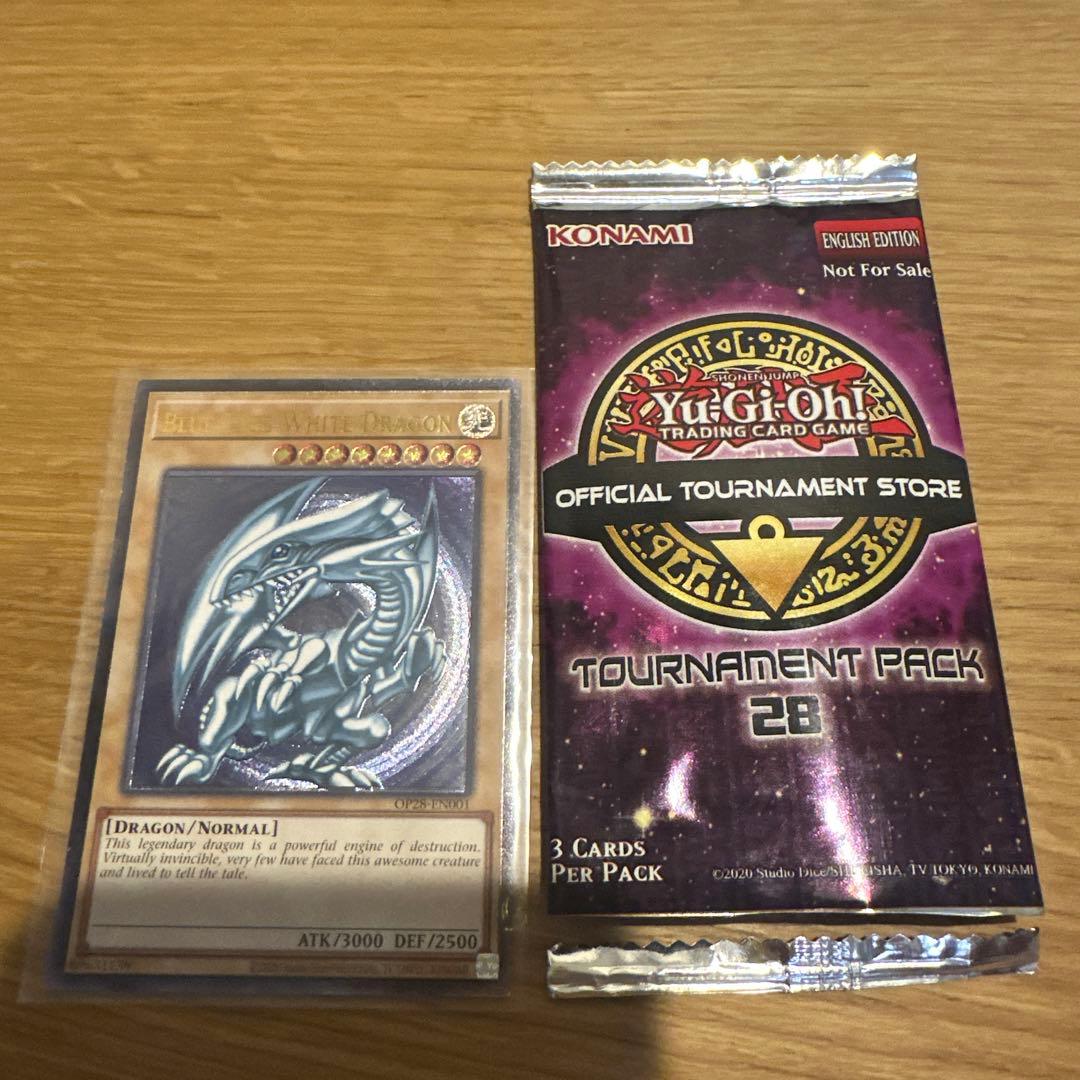 WHITE DRAGON
OP28-EN001
[DRAGON/NORMAL]
This legendary dragon is a powerful engine of destruction.
Virtually invincible, very few have faced this awesome creature
and lived to tell the tale.
ATK/3000 DEF/2500
KONAMI
ENGLISH EDITION
Not For Sale
SHONEN JUMP
Yu-Gi-Oh!
TRADING CARD GAME
OFFICIAL TOURNAMENT STORE
TOURNAMENT PACK
28
3 CARDS
PER PACK
©2020 Studio Dice/ TV TOKYO, KONAMI